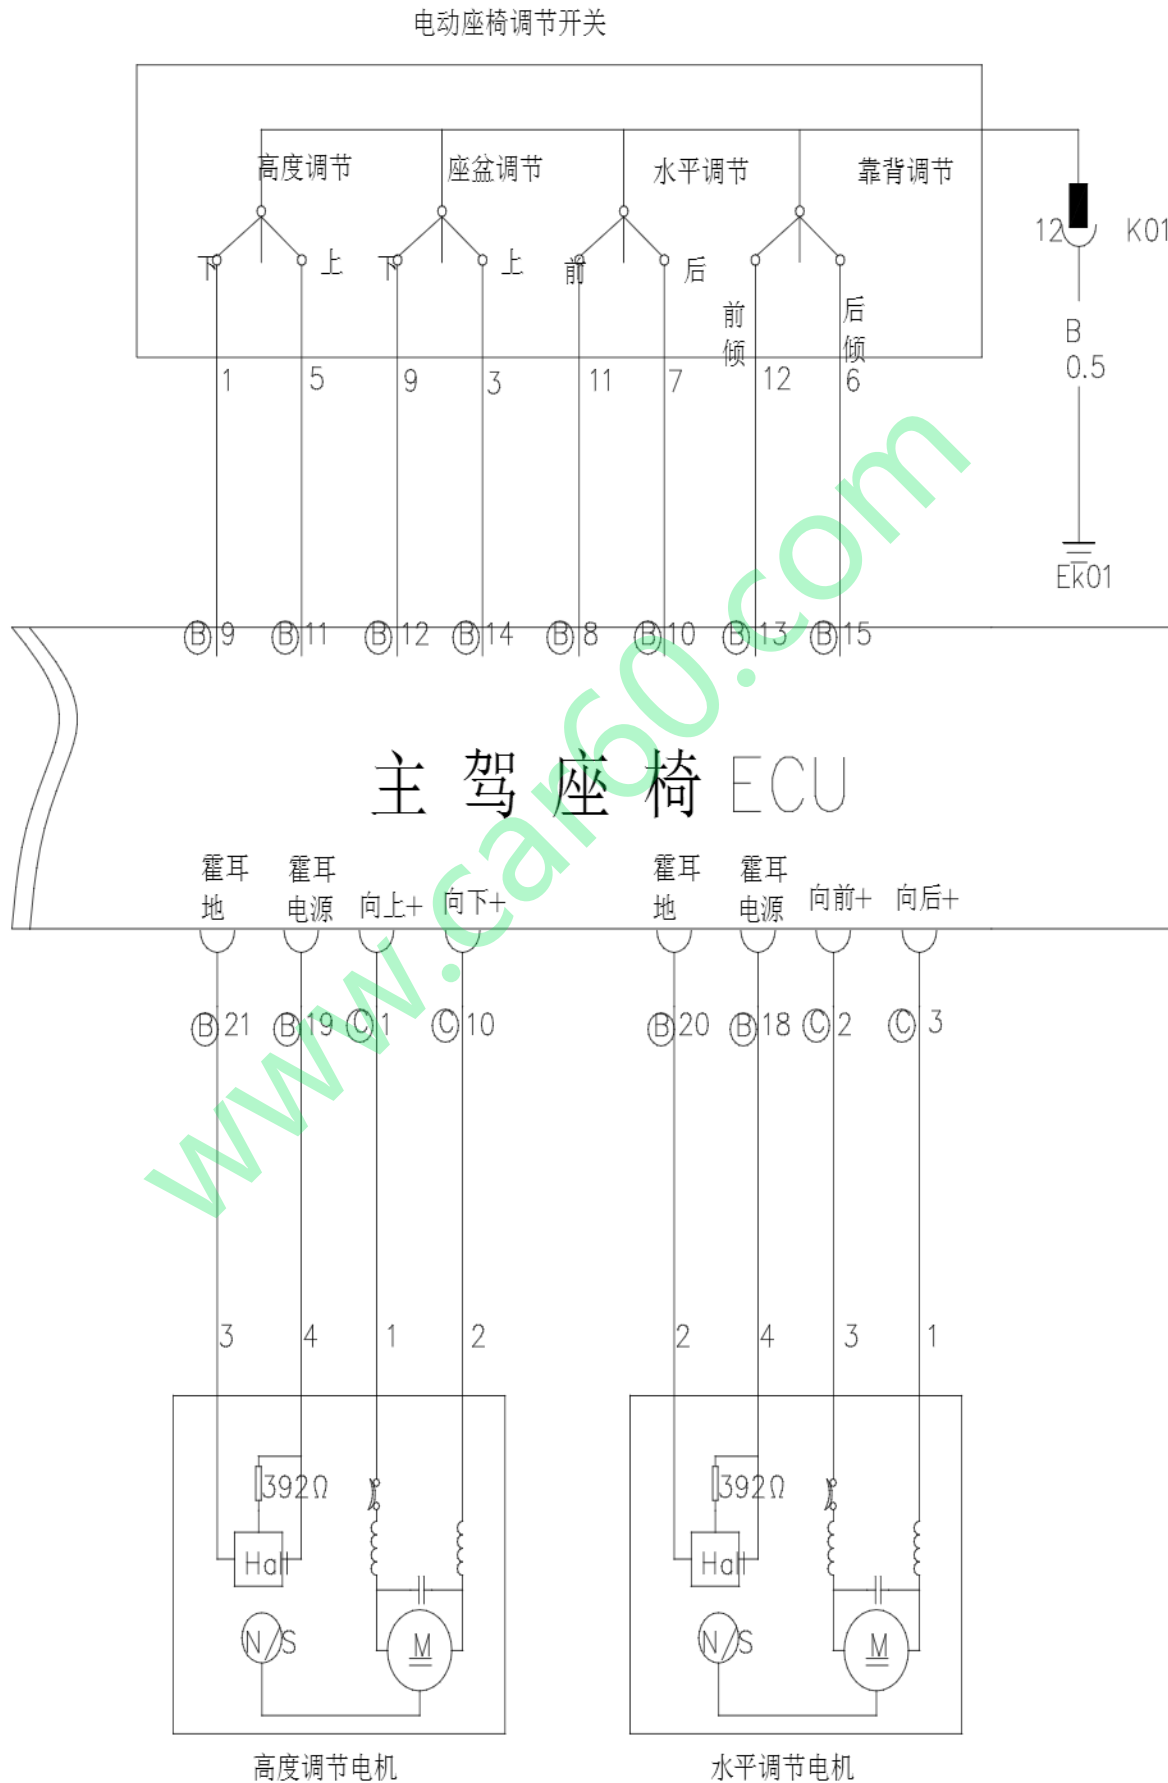 电动座椅调节开关
高度调节 座盆调节 水平调节 靠背调节
下 上 下 上 前 后
12 K01
前倾 后倾
B
0.5
1 5 9 3 11 7 12 6
Ek01
B 9 B 11 B 12 B 14 B 8 B 10 B 13 B 15
主驾座椅ECU
霍耳地 霍耳电源 向上+ 向下+ 霍耳地 霍耳电源 向前+ 向后+
B 21 B 19 C 1 C 10 B 20 B 18 C 2 C 3
3 4 1 2 2 4 3 1
392Ω 392Ω
Hall Hall
N/S M N/S M
高度调节电机 水平调节电机
www.car60.com